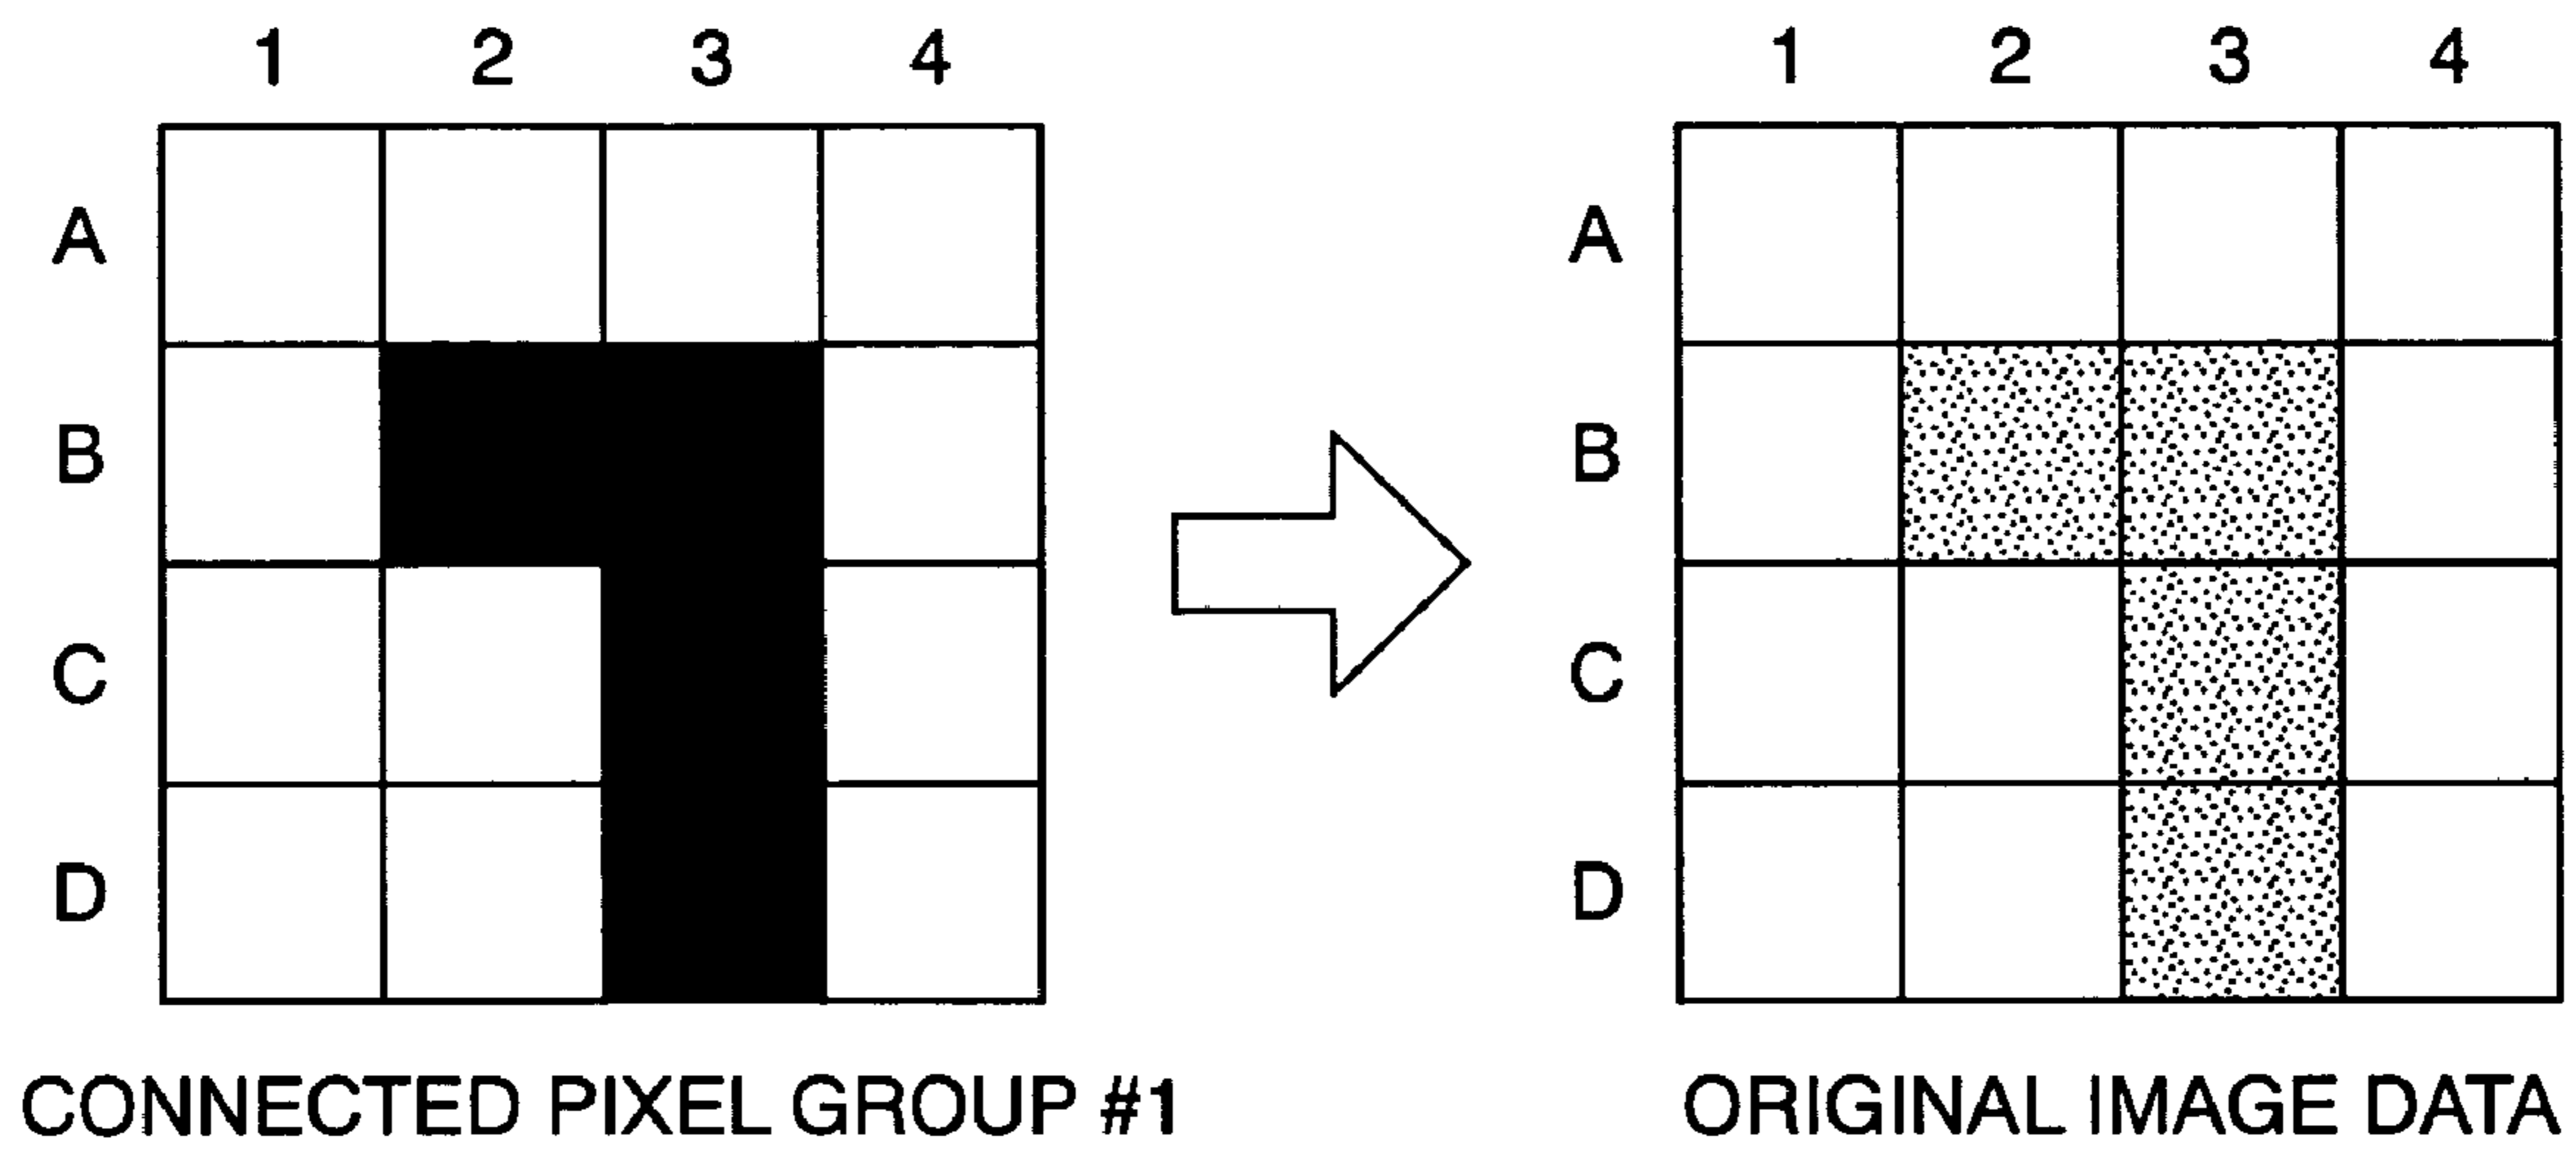 1 2 3 4
A
B
C
D
CONNECTED PIXEL GROUP #1
1 2 3 4
A
B
C
D
ORIGINAL IMAGE DATA